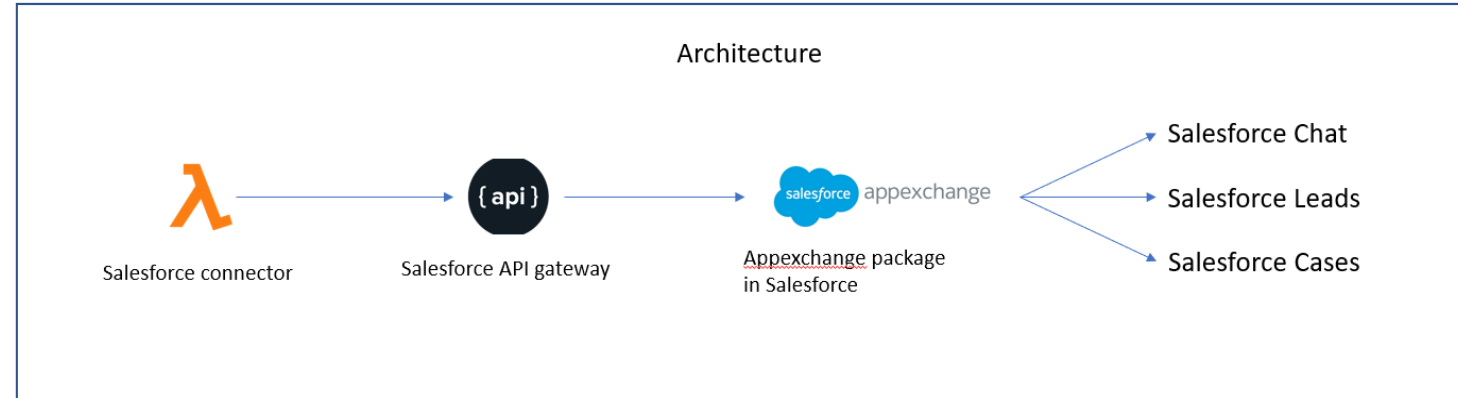 Architecture
Salesforce Chat
{ api }
salesforce appexchange
Salesforce Leads
Salesforce connector
Salesforce API gateway
Appexchange package
in Salesforce
Salesforce Cases